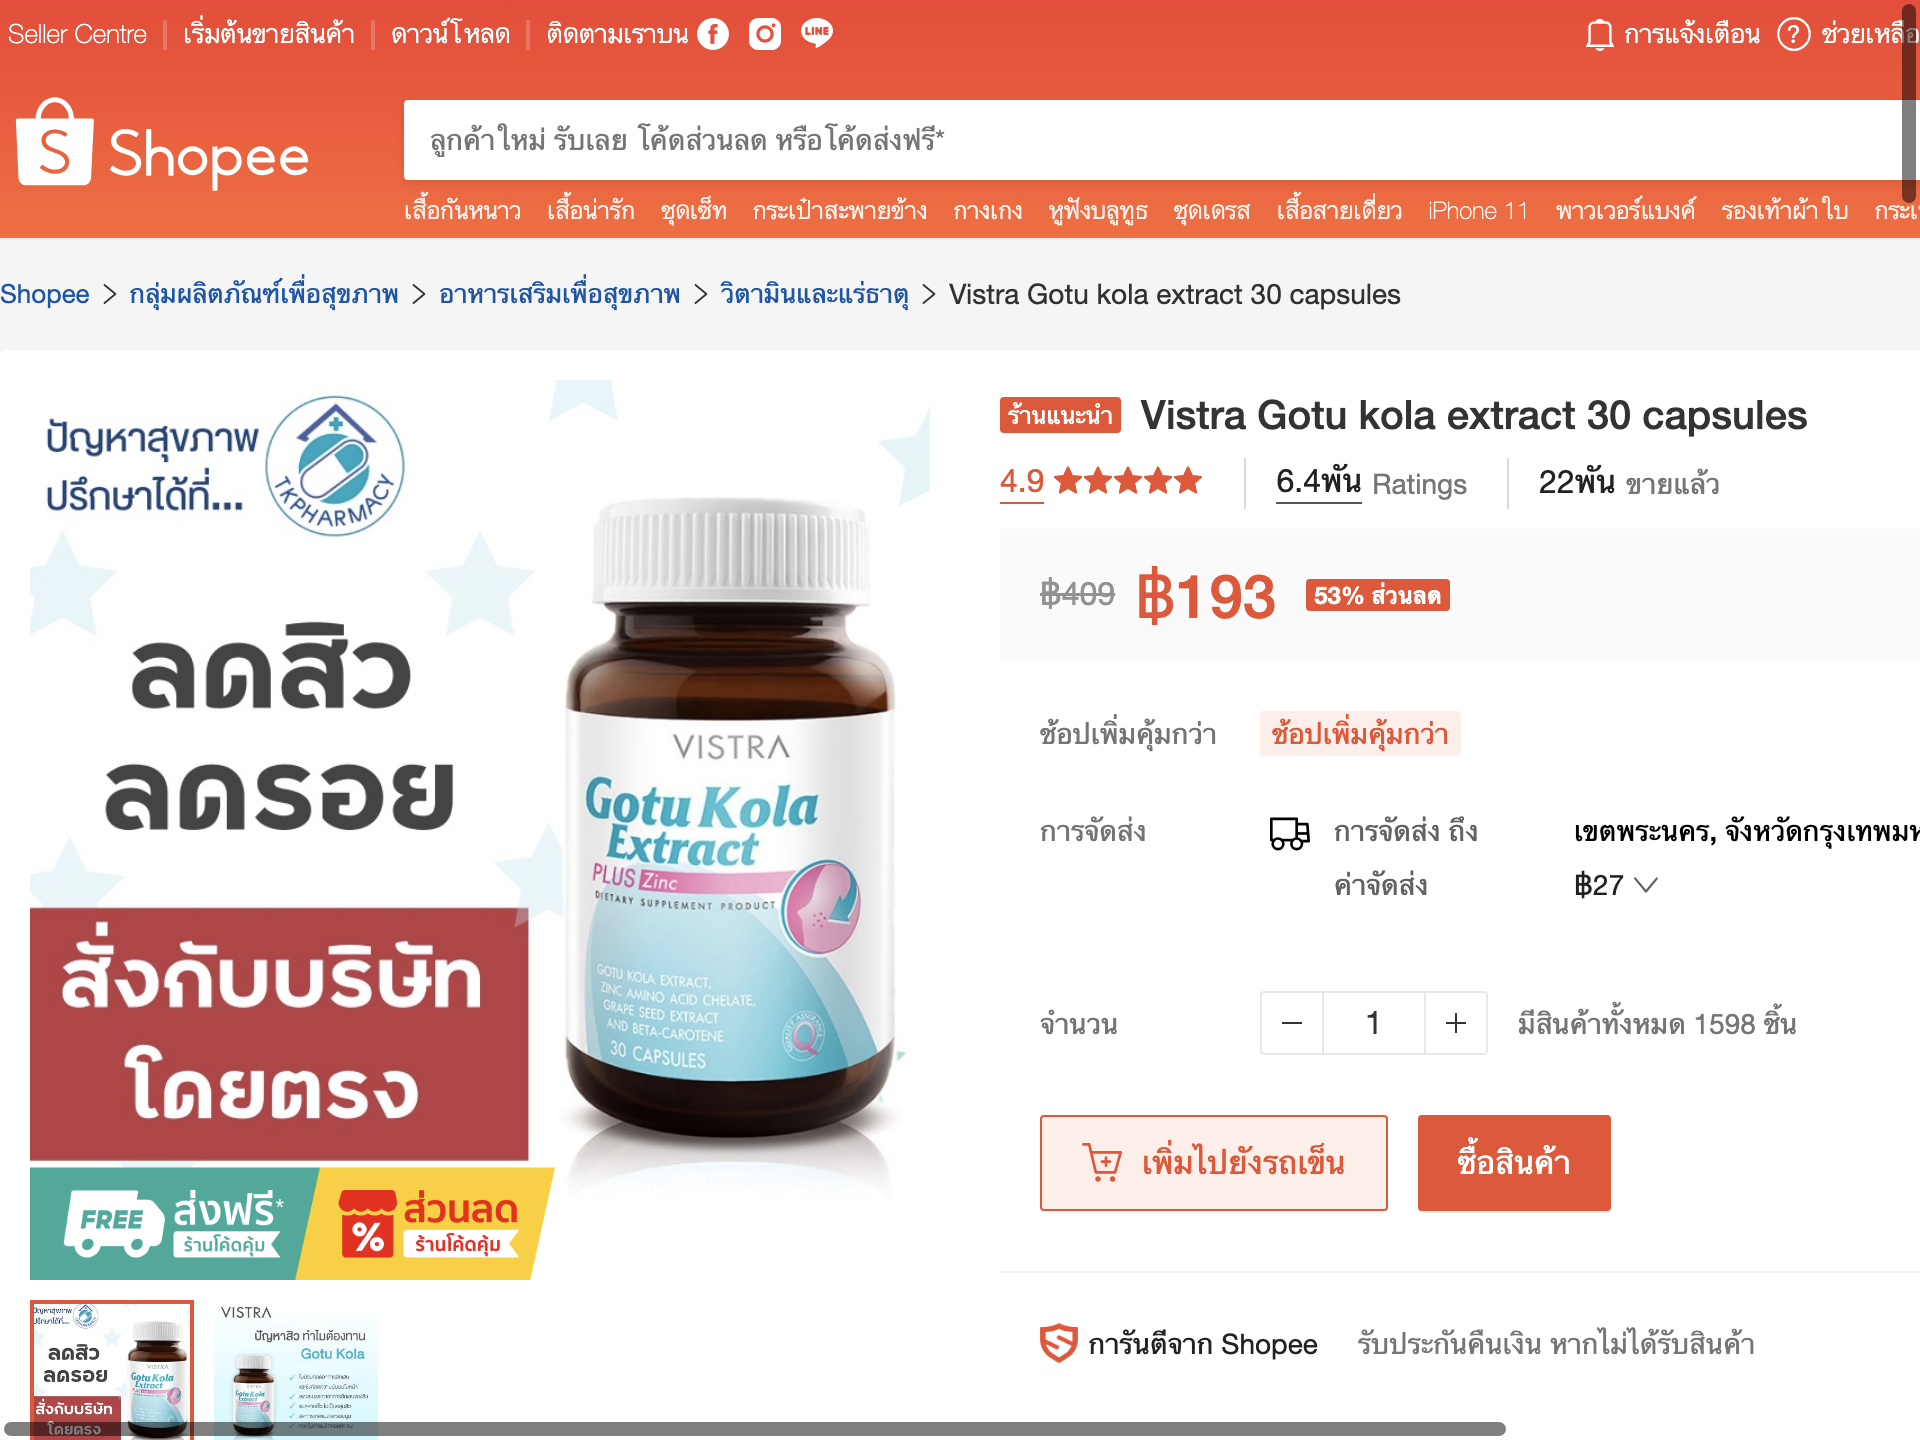 Seller Centre เริ่มต้นขายสินค้า ดาวน์โหลด ติดตามเราบน LINE การแจ้งเตือน ช่วยเหลือ
Shopee
ลูกค้าใหม่ รับเลย โค้ดส่วนลด หรือโค้ดส่งฟรี*
เสื้อกันหนาว เสื้อน่ารัก ชุดเซ็ท กระเป๋าสะพายข้าง กางเกง หูฟังบลูทูธ ชุดเดรส เสื้อสายเดี่ยว iPhone 11 พาวเวอร์แบงค์ รองเท้าผ้าใบ
Shopee > กลุ่มผลิตภัณฑ์เพื่อสุขภาพ > อาหารเสริมเพื่อสุขภาพ > วิตามินและแร่ธาตุ > Vistra Gotu kola extract 30 capsules
ปัญหาสุขภาพ
ปรึกษาได้ที่...
TKPHARMACY
ลดสิว
ลดรอย
สั่งกับบริษัท
โดยตรง
FREE ส่งฟรี*
ร้านโค้ดคุ้ม
% ส่วนลด
ร้านโค้ดคุ้ม
VISTRA
Gotu Kola
Extract
PLUS Zinc
DIETARY SUPPLEMENT PRODUCT
GOTU KOLA EXTRACT,
ZINC AMINO ACID CHELATE,
GRAPE SEED EXTRACT
AND BETA-CAROTENE
30 CAPSULES
QUALITY ASSURANCE
Q
ร้านแนะนำ Vistra Gotu kola extract 30 capsules
4.9 6.4พัน Ratings 22พัน ขายแล้ว
฿409 ฿193 53% ส่วนลด
ช้อปเพิ่มคุ้มกว่า ช้อปเพิ่มคุ้มกว่า
การจัดส่ง การจัดส่ง ถึง เขตพระนคร, จังหวัดกรุงเทพมห
ค่าจัดส่ง ฿27
จำนวน 1 มีสินค้าทั้งหมด 1598 ชิ้น
เพิ่มไปยังรถเข็น ซื้อสินค้า
การันตีจาก Shopee รับประกันคืนเงิน หากไม่ได้รับสินค้า
ปัญหาสุขภาพ
ปรึกษาได้ที่...
ลดสิว
ลดรอย
สั่งกับบริษัท
โดยตรง
VISTRA
Gotu Kola
Extract
VISTRA
ปัญหาสิว ทำไมต้องทาน
Gotu Kola
Gotu Kola
Extract